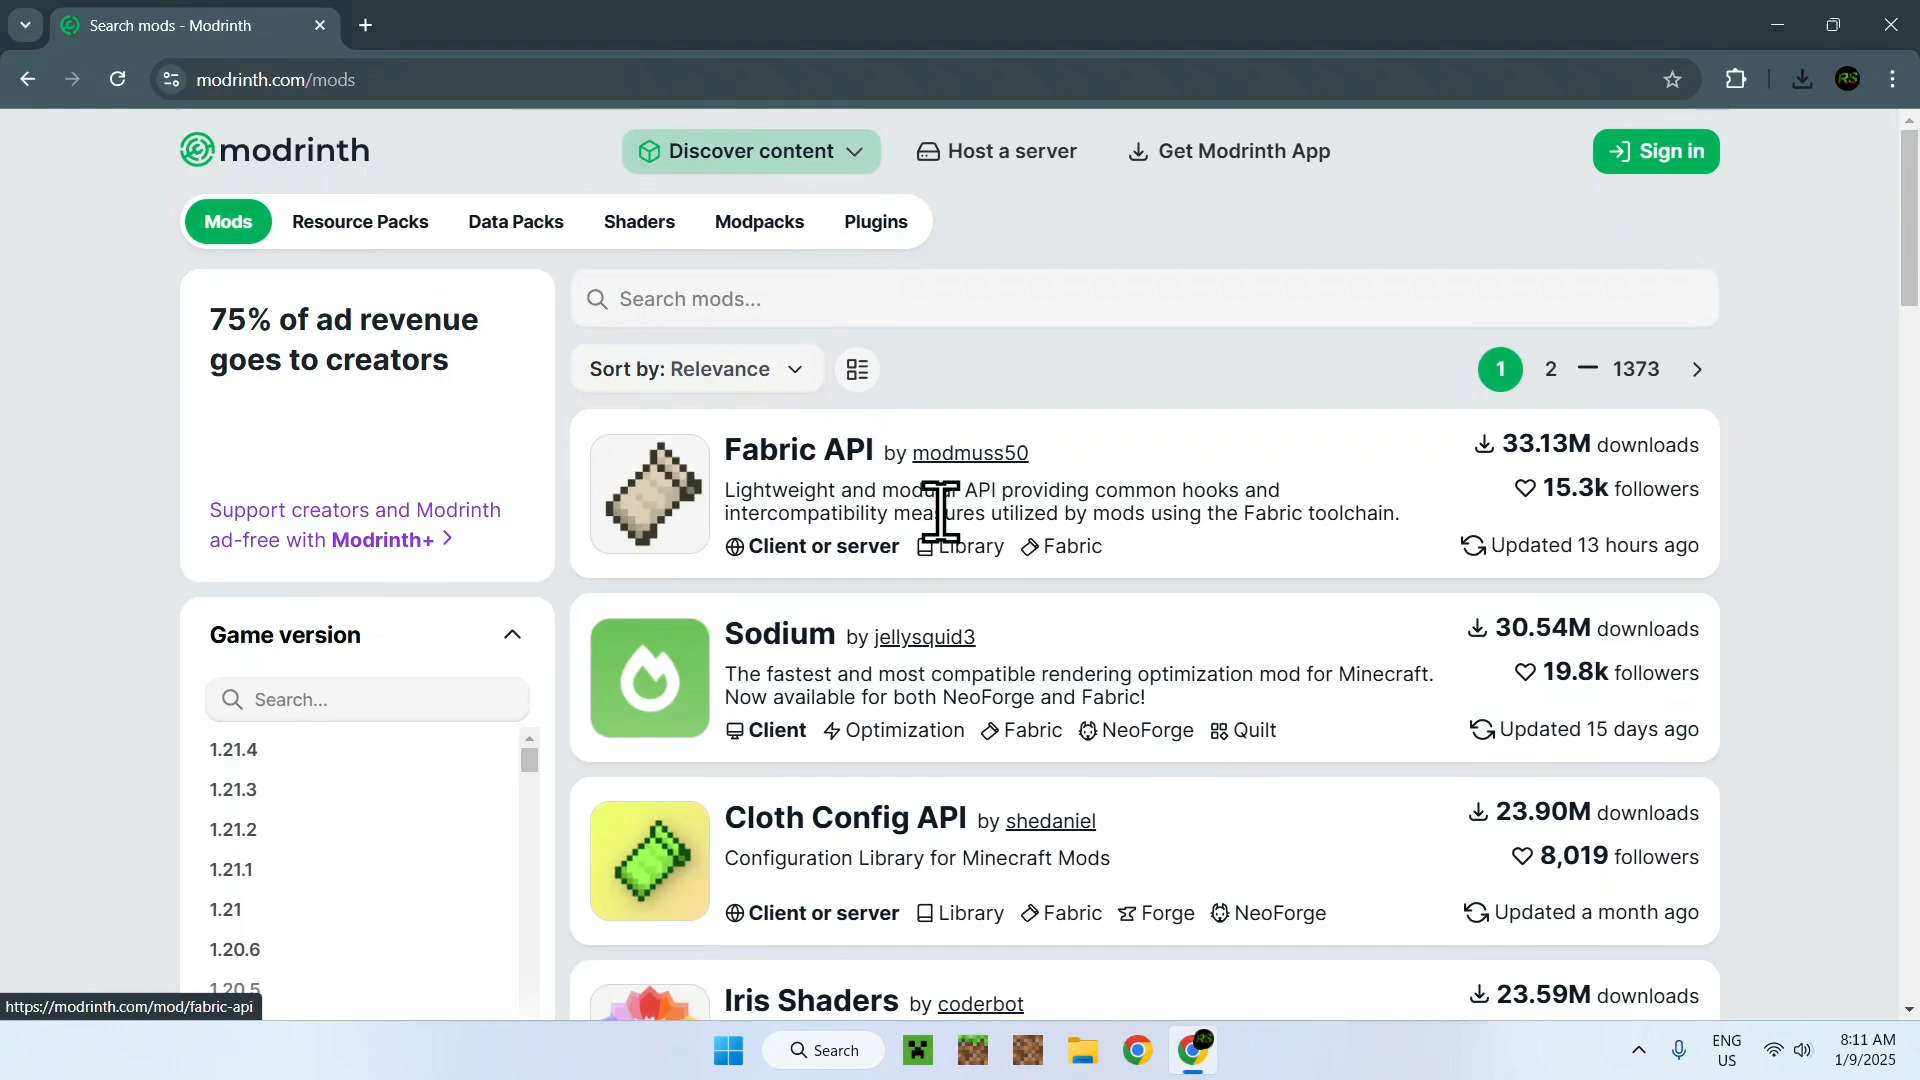 Search mods - Modrinth
modrinth.com/mods
RS
modrinth
Discover content
Host a server
Get Modrinth App
Sign in
Mods
Resource Packs
Data Packs
Shaders
Modpacks
Plugins
75% of ad revenue
goes to creators
Support creators and Modrinth
ad-free with Modrinth+
Game version
Search...
1.21.4
1.21.3
1.21.2
1.21.1
1.21
1.20.6
1.20.5
Search mods...
Sort by: Relevance
1 2 1373
Fabric API by modmuss50
Lightweight and modular API providing common hooks and
intercompatibility measures utilized by mods using the Fabric toolchain.
Client or server Library Fabric
33.13M downloads
15.3k followers
Updated 13 hours ago
Sodium by jellysquid3
The fastest and most compatible rendering optimization mod for Minecraft.
Now available for both NeoForge and Fabric!
Client Optimization Fabric NeoForge Quilt
30.54M downloads
19.8k followers
Updated 15 days ago
Cloth Config API by shedaniel
Configuration Library for Minecraft Mods
Client or server Library Fabric Forge NeoForge
23.90M downloads
8,019 followers
Updated a month ago
Iris Shaders by coderbot
23.59M downloads
https://modrinth.com/mod/fabric-api
Search
RS
ENG
US
8:11 AM
1/9/2025